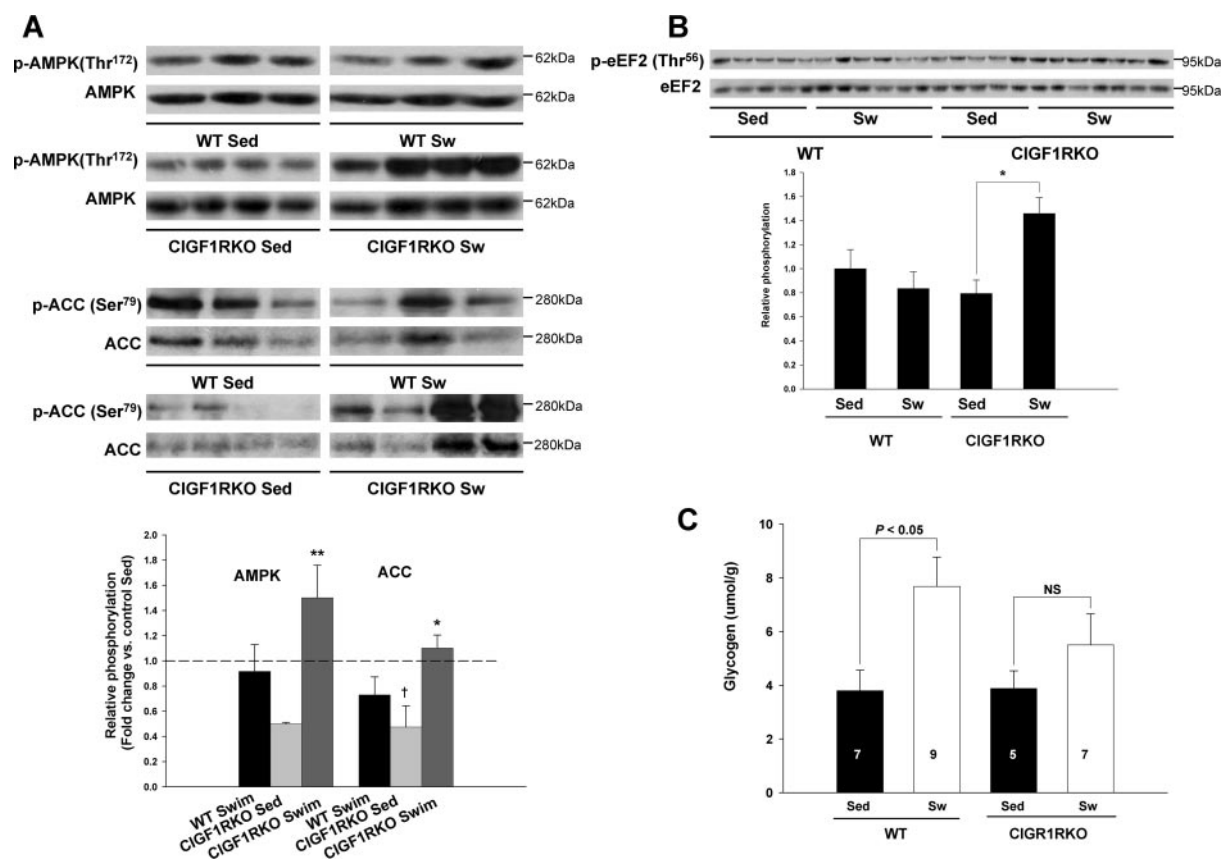 A
p-AMPK(Thr172) 62kDa
AMPK 62kDa
WT Sed WT Sw
p-AMPK(Thr172) 62kDa
AMPK 62kDa
CIGF1RKO Sed CIGF1RKO Sw
p-ACC (Ser79) 280kDa
ACC 280kDa
WT Sed WT Sw
p-ACC (Ser79) 280kDa
ACC 280kDa
CIGF1RKO Sed CIGF1RKO Sw
Relative phosphorylation
(Fold change vs. control Sed)
2.0
1.8
1.6
1.4
1.2
1.0
0.8
0.6
0.4
0.2
0.0
AMPK ACC
** † *
WT Swim
CIGF1RKO Sed
CIGF1RKO Swim
WT Swim
CIGF1RKO Sed
CIGF1RKO Swim
B
p-eEF2 (Thr56) 95kDa
eEF2 95kDa
Sed Sw Sed Sw
WT CIGF1RKO
Relative phosphorylation
1.8
1.6
1.4
1.2
1.0
0.8
0.6
0.4
0.2
0.0
*
Sed Sw Sed Sw
WT CIGF1RKO
C
Glycogen (umol/g)
10
8
6
4
2
0
P < 0.05
NS
7 9 5 7
Sed Sw Sed Sw
WT CIGR1RKO